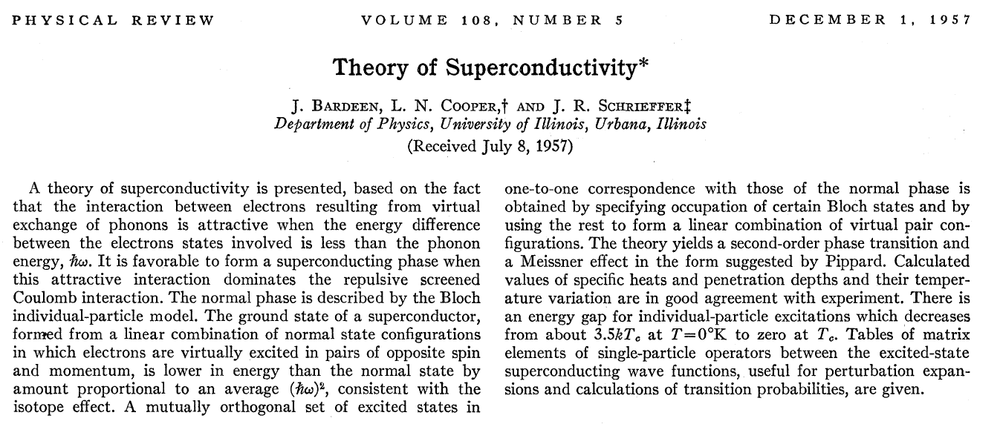 PHYSICAL REVIEW VOLUME 108, NUMBER 5 DECEMBER 1, 1957
Theory of Superconductivity*
J. BARDEEN, L. N. COOPER,† AND J. R. SCHRIEFFER‡
Department of Physics, University of Illinois, Urbana, Illinois
(Received July 8, 1957)
A theory of superconductivity is presented, based on the fact
that the interaction between electrons resulting from virtual
exchange of phonons is attractive when the energy difference
between the electrons states involved is less than the phonon
energy, ℏω. It is favorable to form a superconducting phase when
this attractive interaction dominates the repulsive screened
Coulomb interaction. The normal phase is described by the Bloch
individual-particle model. The ground state of a superconductor,
formed from a linear combination of normal state configurations
in which electrons are virtually excited in pairs of opposite spin
and momentum, is lower in energy than the normal state by
amount proportional to an average (ℏω)², consistent with the
isotope effect. A mutually orthogonal set of excited states in
one-to-one correspondence with those of the normal phase is
obtained by specifying occupation of certain Bloch states and by
using the rest to form a linear combination of virtual pair con-
figurations. The theory yields a second-order phase transition and
a Meissner effect in the form suggested by Pippard. Calculated
values of specific heats and penetration depths and their temper-
ature variation are in good agreement with experiment. There is
an energy gap for individual-particle excitations which decreases
from about 3.5kTc at T=0°K to zero at Tc. Tables of matrix
elements of single-particle operators between the excited-state
superconducting wave functions, useful for perturbation expan-
sions and calculations of transition probabilities, are given.